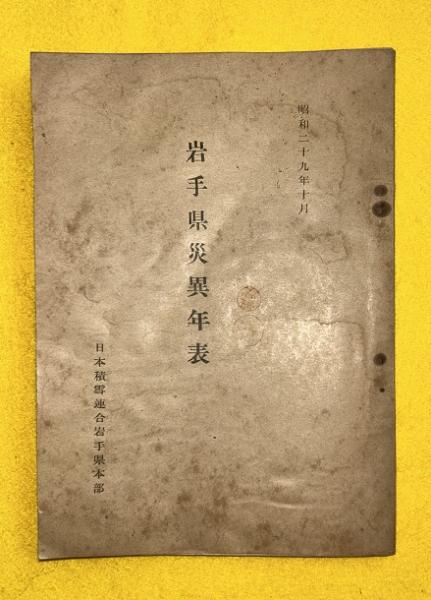 昭和二十九年十月
岩手県災異年表
日本積雪連合岩手県本部